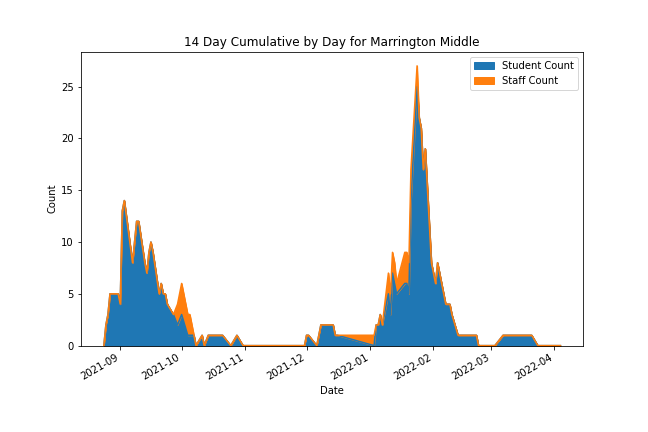 14 Day Cumulative by Day for Marrington Middle
Student Count
Staff Count
Count
25
20
15
10
5
0
2021-09
2021-10
2021-11
2021-12
2022-01
2022-02
2022-03
2022-04
Date